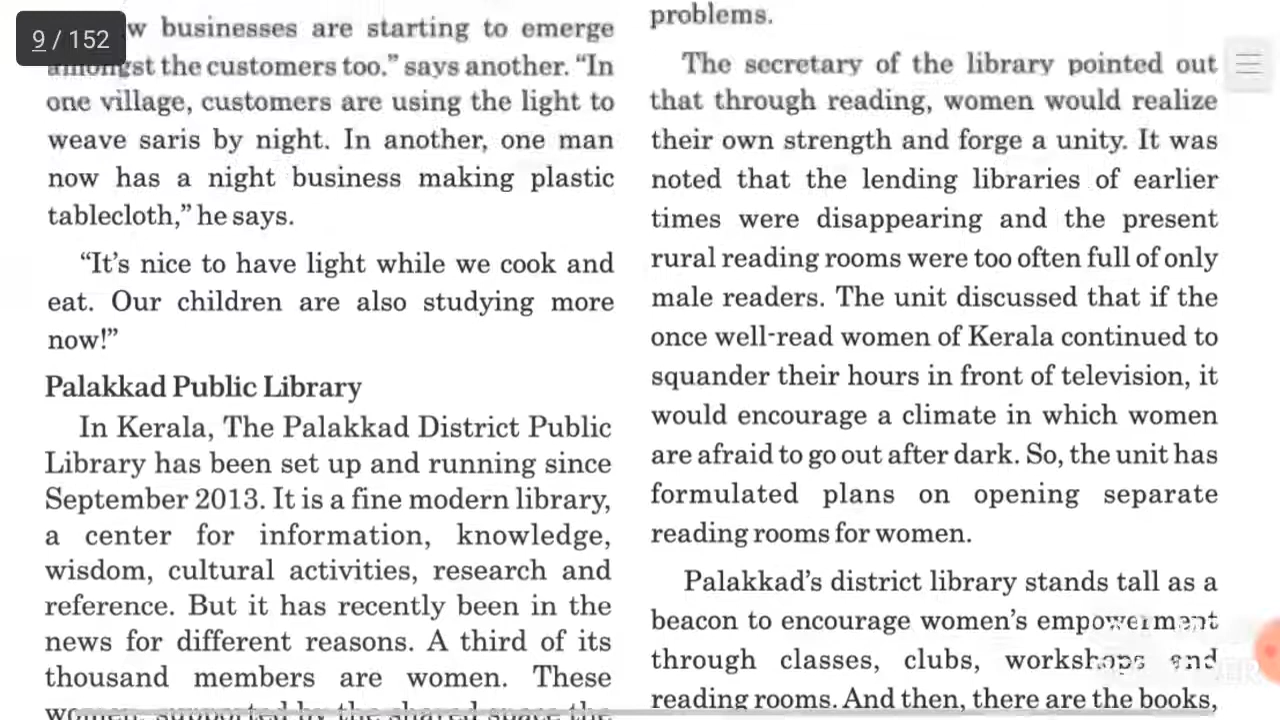 9 / 152
w businesses are starting to emerge
amongst the customers too." says another. "In
one village, customers are using the light to
weave saris by night. In another, one man
now has a night business making plastic
tablecloth," he says.
"It's nice to have light while we cook and
eat. Our children are also studying more
now!"
Palakkad Public Library
In Kerala, The Palakkad District Public
Library has been set up and running since
September 2013. It is a fine modern library,
a center for information, knowledge,
wisdom, cultural activities, research and
reference. But it has recently been in the
news for different reasons. A third of its
thousand members are women. These
women, supported by the shared space the
problems.
The secretary of the library pointed out
that through reading, women would realize
their own strength and forge a unity. It was
noted that the lending libraries of earlier
times were disappearing and the present
rural reading rooms were too often full of only
male readers. The unit discussed that if the
once well-read women of Kerala continued to
squander their hours in front of television, it
would encourage a climate in which women
are afraid to go out after dark. So, the unit has
formulated plans on opening separate
reading rooms for women.
Palakkad's district library stands tall as a
beacon to encourage women's empowerment
through classes, clubs, workshops and
reading rooms. And then, there are the books,